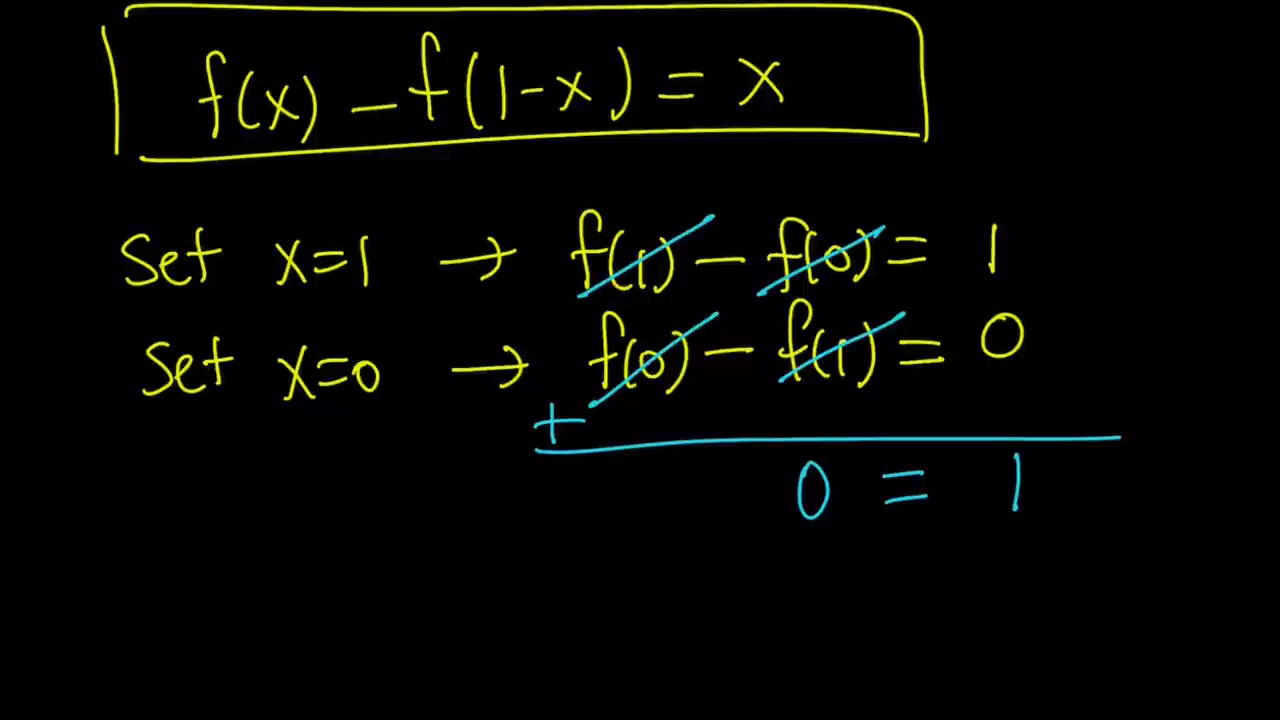 f(x) - f(1-x) = x
Set x=1 → f(1) - f(0) = 1
Set x=0 → f(0) - f(1) = 0
+
0 = 1